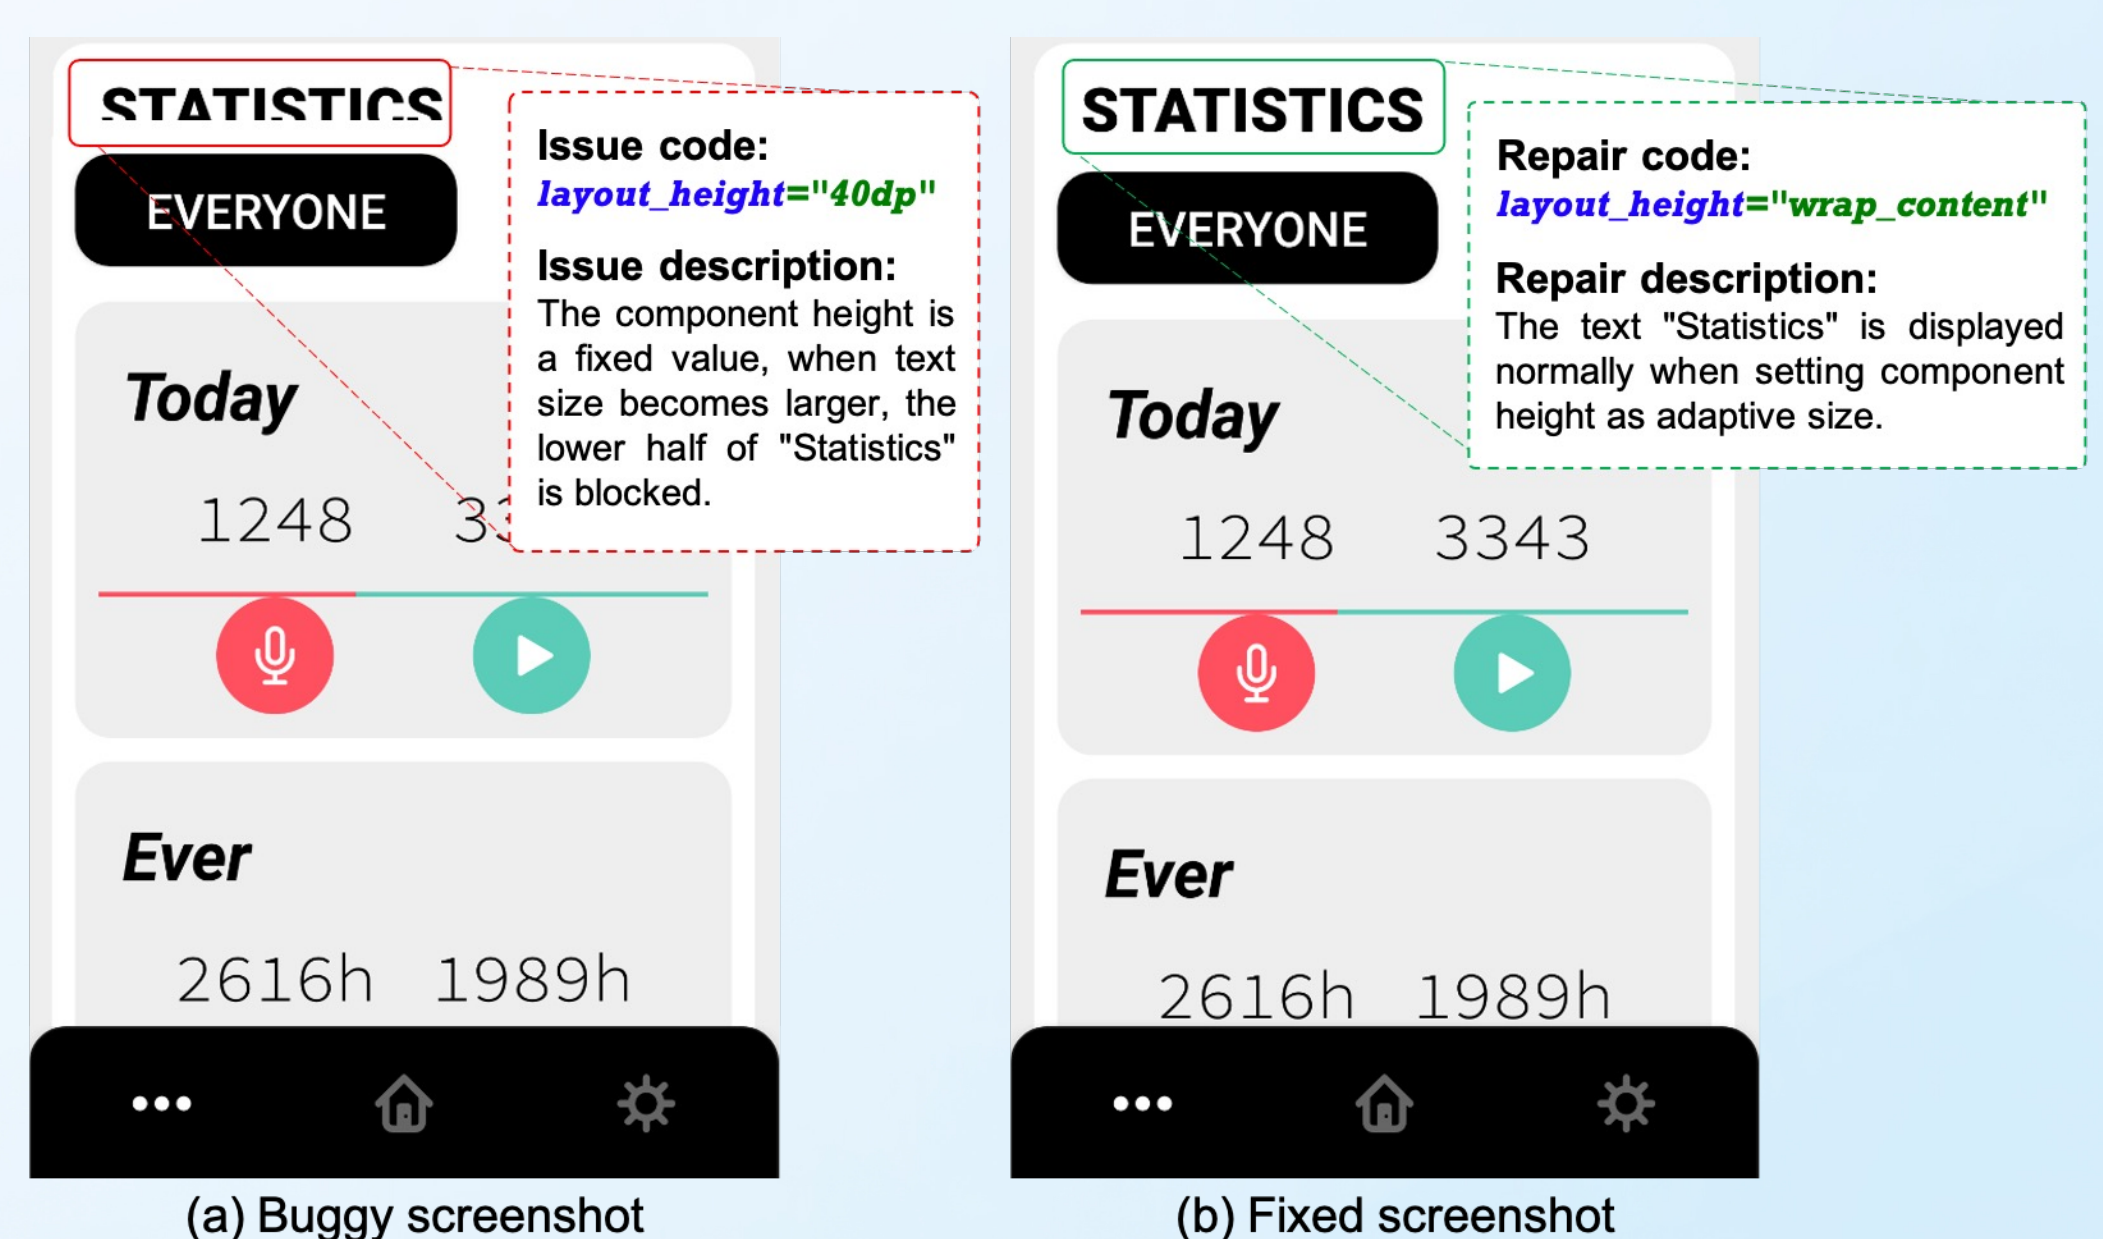 STATISTICS
EVERYONE
Issue code:
layout_height="40dp"
Issue description:
The component height is
a fixed value, when text
size becomes larger, the
lower half of "Statistics"
is blocked.
Today
1248
Ever
2616h 1989h
(a) Buggy screenshot
STATISTICS
EVERYONE
Repair code:
layout_height="wrap_content"
Repair description:
The text "Statistics" is displayed
normally when setting component
height as adaptive size.
Today
1248 3343
Ever
2616h 1989h
(b) Fixed screenshot